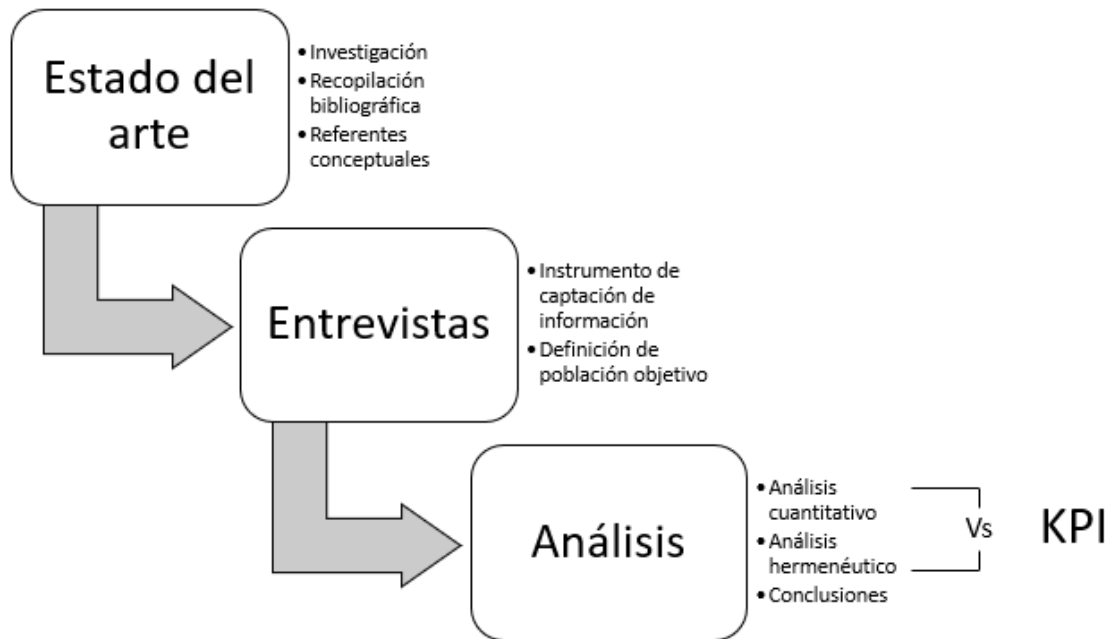 Estado del
arte
• Investigación
• Recopilación
bibliográfica
• Referentes
conceptuales
Entrevistas
• Instrumento de
captación de
información
• Definición de
población objetivo
Análisis
• Análisis
cuantitativo
• Análisis
hermenéutico
• Conclusiones
Vs
KPI